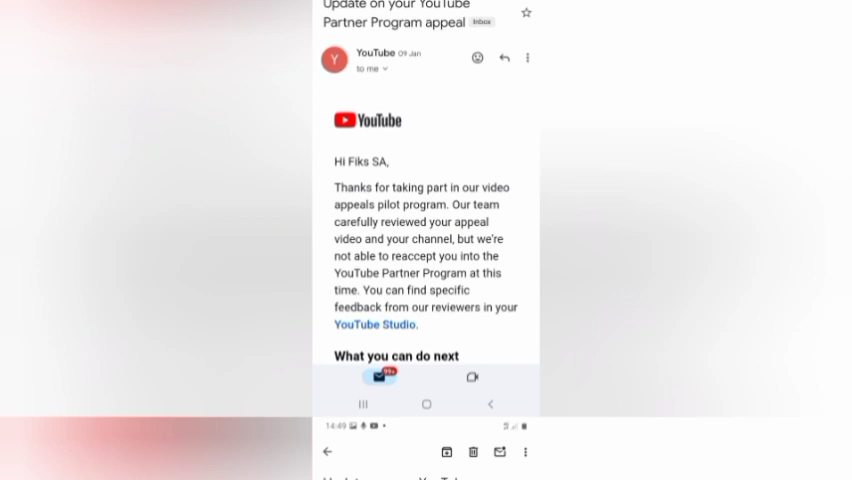 Update on your YouTube
Partner Program appeal Inbox
Y
YouTube 09 Jan
to me
YouTube
Hi Fiks SA,
Thanks for taking part in our video
appeals pilot program. Our team
carefully reviewed your appeal
video and your channel, but we're
not able to reaccept you into the
YouTube Partner Program at this
time. You can find specific
feedback from our reviewers in your
YouTube Studio.
What you can do next
99+
14:49